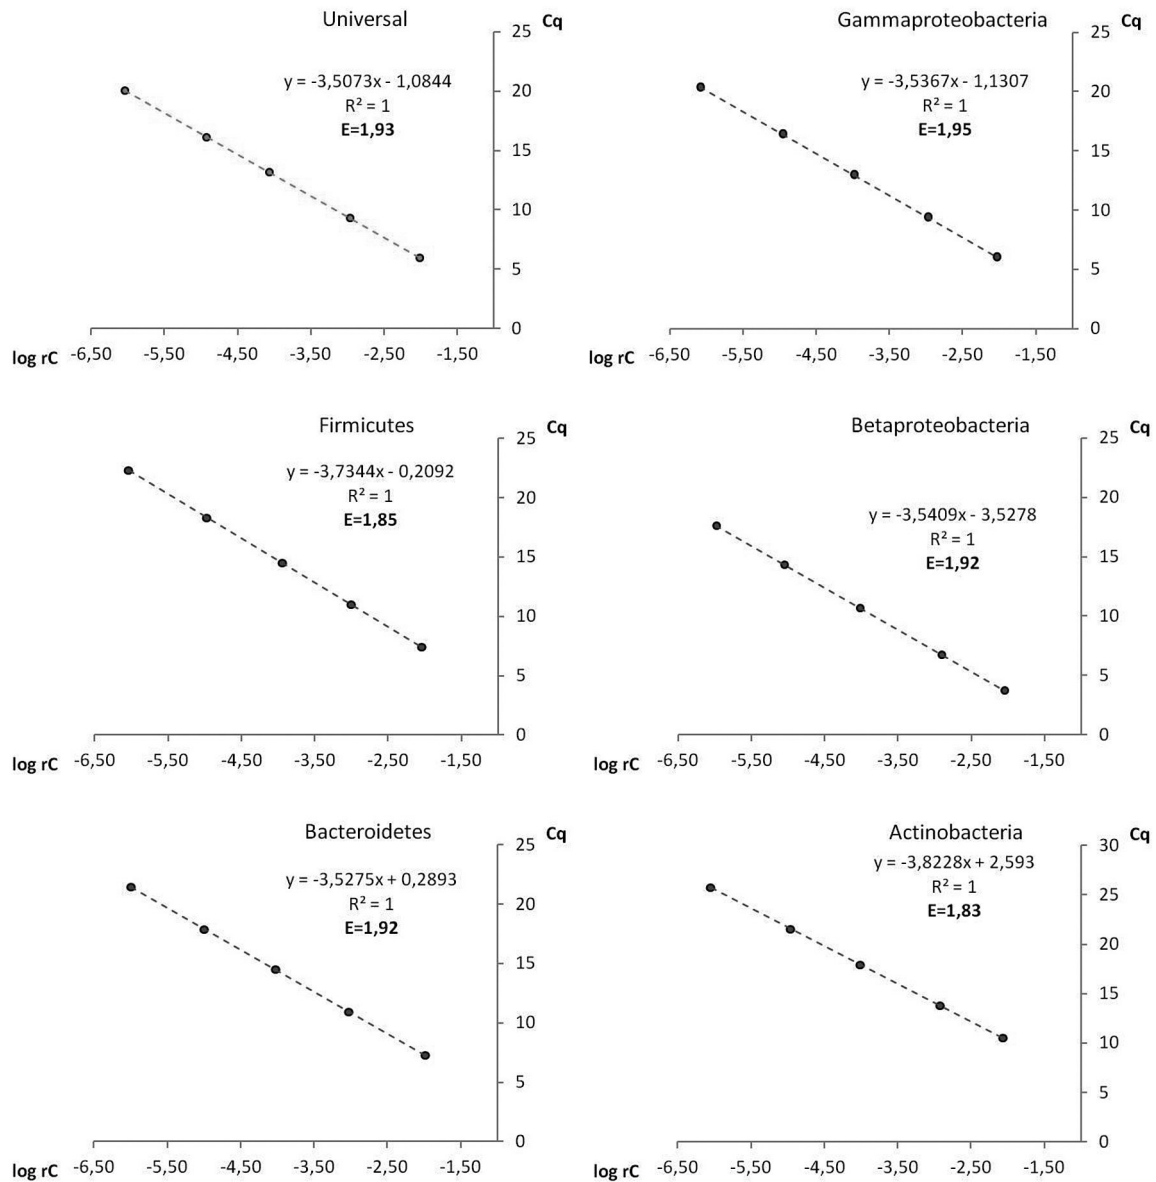 Universal
Cq
25
y = -3,5073x - 1,0844
R² = 1
E=1,93
20
15
10
5
0
log rC -6,50 -5,50 -4,50 -3,50 -2,50 -1,50
Gammaproteobacteria
Cq
25
y = -3,5367x - 1,1307
R² = 1
E=1,95
20
15
10
5
0
log rC -6,50 -5,50 -4,50 -3,50 -2,50 -1,50
Firmicutes
Cq
25
y = -3,7344x - 0,2092
R² = 1
E=1,85
20
15
10
5
0
log rC -6,50 -5,50 -4,50 -3,50 -2,50 -1,50
Betaproteobacteria
Cq
25
20
y = -3,5409x - 3,5278
R² = 1
E=1,92
15
10
5
0
log rC -6,50 -5,50 -4,50 -3,50 -2,50 -1,50
Bacteroidetes
Cq
25
y = -3,5275x + 0,2893
R² = 1
E=1,92
20
15
10
5
0
log rC -6,50 -5,50 -4,50 -3,50 -2,50 -1,50
Actinobacteria
Cq
30
y = -3,8228x + 2,593
R² = 1
E=1,83
25
20
15
10
5
0
log rC -6,50 -5,50 -4,50 -3,50 -2,50 -1,50